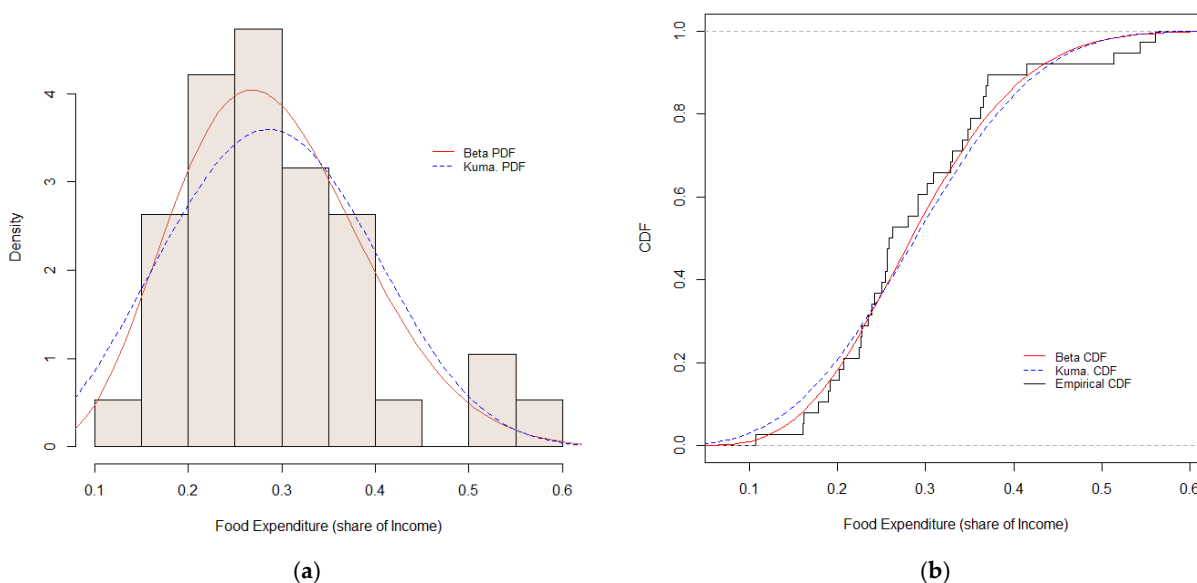 Density
0
1
2
3
4
Beta PDF
Kuma. PDF
0.1 0.2 0.3 0.4 0.5 0.6
Food Expenditure (share of Income)
(a)
CDF
0.0
0.2
0.4
0.6
0.8
1.0
Beta CDF
Kuma. CDF
Empirical CDF
0.1 0.2 0.3 0.4 0.5 0.6
Food Expenditure (share of Income)
(b)